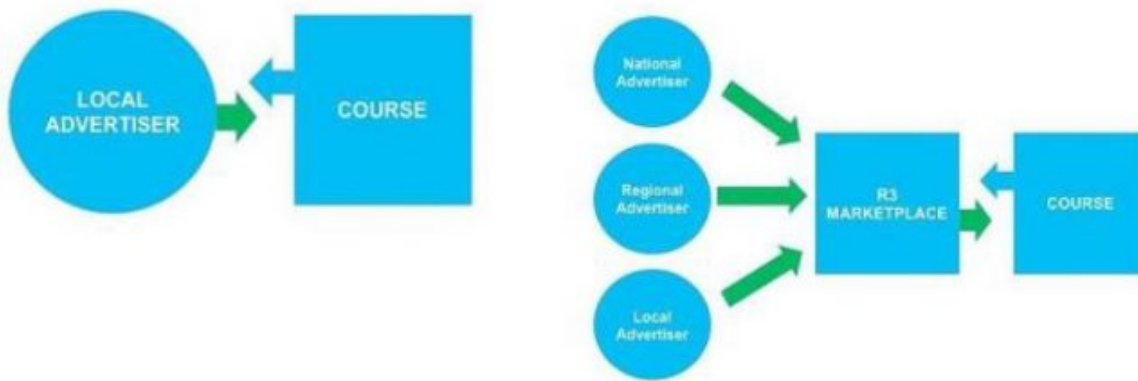 LOCAL
ADVERTISER
COURSE
National
Advertiser
Regional
Advertiser
Local
Advertiser
R3
MARKETPLACE
COURSE